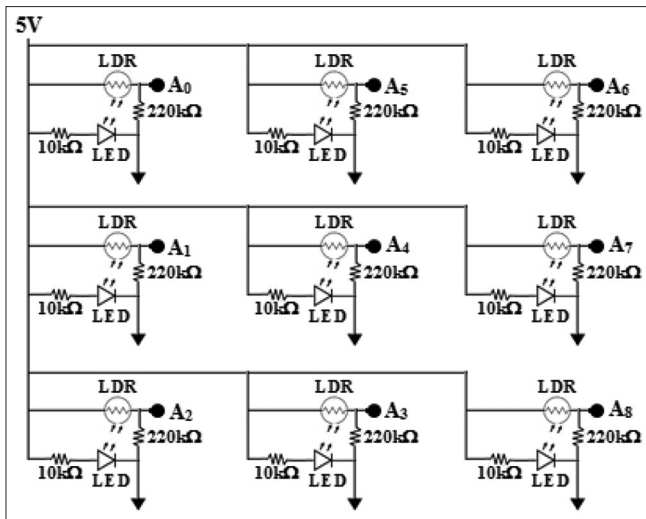 5V
LDR LDR LDR
A₀ A₅ A₆
220kΩ 220kΩ 220kΩ
10kΩ LED 10kΩ LED 10kΩ LED
LDR LDR LDR
A₁ A₄ A₇
220kΩ 220kΩ 220kΩ
10kΩ LED 10kΩ LED 10kΩ LED
LDR LDR LDR
A₂ A₃ A₈
220kΩ 220kΩ 220kΩ
10kΩ LED 10kΩ LED 10kΩ LED